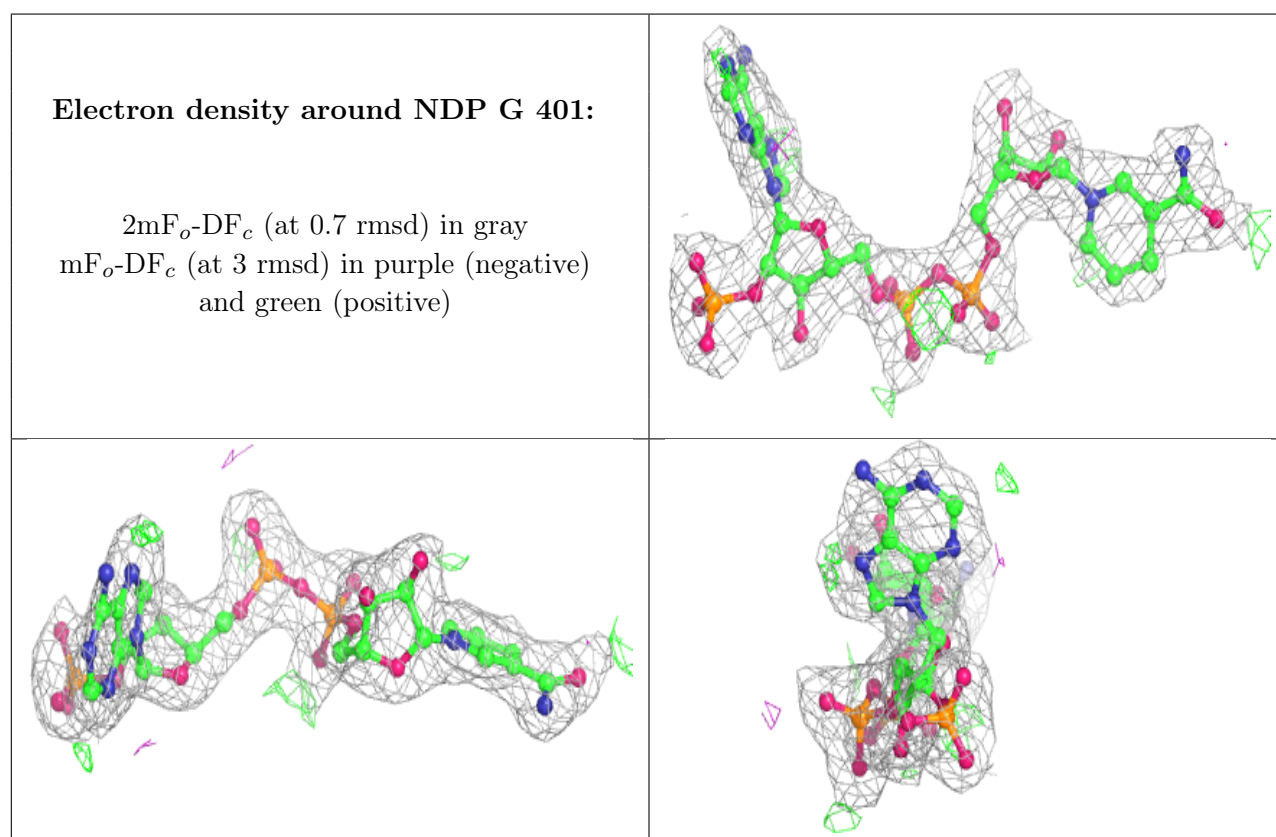 Electron density around NDP G 401:
2mFo-DFc (at 0.7 rmsd) in gray
mFo-DFc (at 3 rmsd) in purple (negative)
and green (positive)